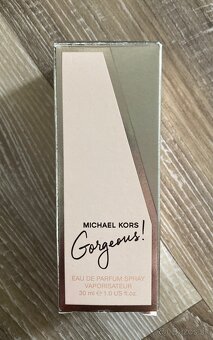 MICHAEL KORS
Gorgeous!
EAU DE PARFUM SPRAY
VAPORISATEUR
30 ml e 1.0 US fl.oz.